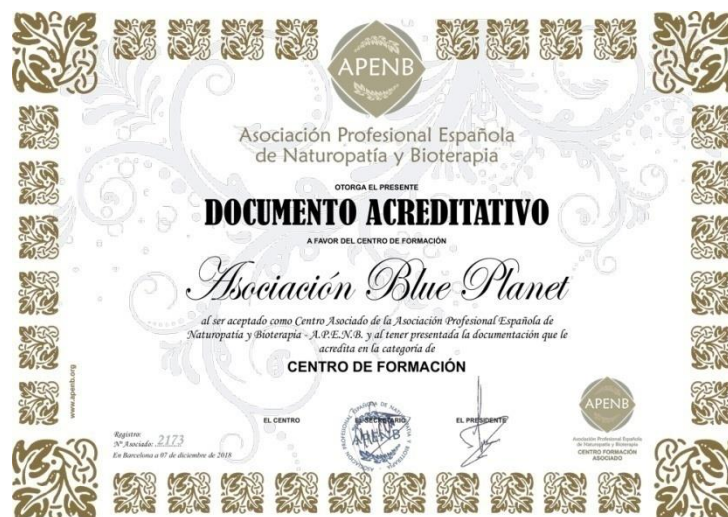 APENB
Asociación Profesional Española
de Naturopatía y Bioterapia
OTORGA EL PRESENTE
DOCUMENTO ACREDITATIVO
A FAVOR DEL CENTRO DE FORMACIÓN
Asociación Blue Planet
al ser aceptado como Centro Asociado de la Asociación Profesional Española de
Naturopatía y Bioterapia - A.P.E.N.B. y al tener presentada la documentación que le
acredita en la categoría de
CENTRO DE FORMACIÓN
www.apenb.org
EL CENTRO
EL SECRETARIO
EL PRESIDENTE
APENB
Registro:
Nº Asociado: 2173
En Barcelona a 07 de diciembre de 2018
APENB
Asociación Profesional Española
de Naturopatía y Bioterapia
CENTRO FORMACIÓN
ASOCIADO